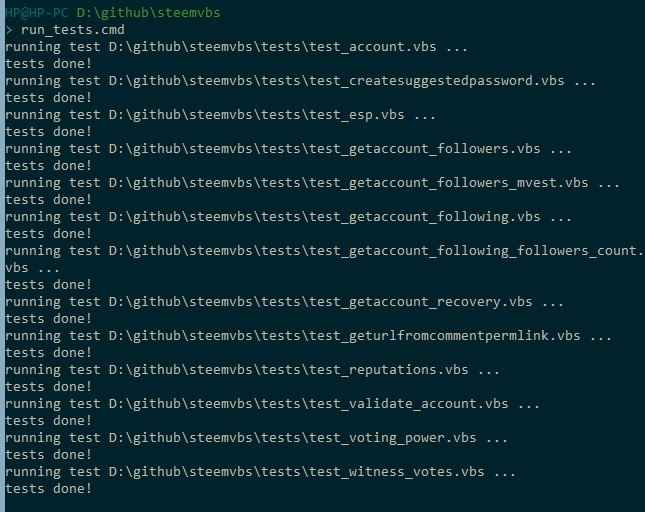 HP@HP-PC D:\github\steemvbs
> run_tests.cmd
running test D:\github\steemvbs\tests\test_account.vbs ...
tests done!
running test D:\github\steemvbs\tests\test_createsuggestedpassword.vbs ...
tests done!
running test D:\github\steemvbs\tests\test_esp.vbs ...
tests done!
running test D:\github\steemvbs\tests\test_getaccount_followers.vbs ...
tests done!
running test D:\github\steemvbs\tests\test_getaccount_followers_mvest.vbs ...
tests done!
running test D:\github\steemvbs\tests\test_getaccount_following.vbs ...
tests done!
running test D:\github\steemvbs\tests\test_getaccount_following_followers_count.
vbs ...
tests done!
running test D:\github\steemvbs\tests\test_getaccount_recovery.vbs ...
tests done!
running test D:\github\steemvbs\tests\test_geturlfromcommentpermlink.vbs ...
tests done!
running test D:\github\steemvbs\tests\test_reputations.vbs ...
tests done!
running test D:\github\steemvbs\tests\test_validate_account.vbs ...
tests done!
running test D:\github\steemvbs\tests\test_voting_power.vbs ...
tests done!
running test D:\github\steemvbs\tests\test_witness_votes.vbs ...
tests done!